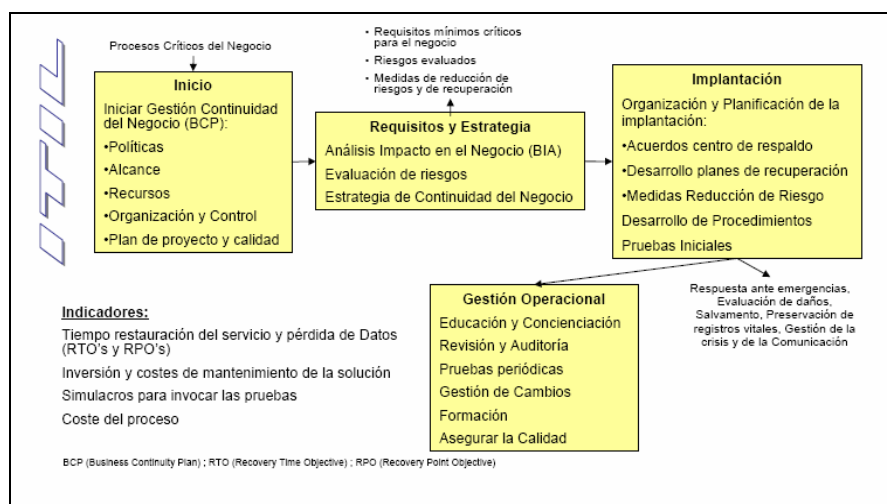 ITIL
Procesos Críticos del Negocio
Inicio
Iniciar Gestión Continuidad
del Negocio (BCP):
•Políticas
•Alcance
•Recursos
•Organización y Control
•Plan de proyecto y calidad
• Requisitos mínimos críticos
para el negocio
• Riesgos evaluados
• Medidas de reducción de
riesgos y de recuperación
Requisitos y Estrategia
Análisis Impacto en el Negocio (BIA)
Evaluación de riesgos
Estrategia de Continuidad del Negocio
Implantación
Organización y Planificación de la
implantación:
•Acuerdos centro de respaldo
•Desarrollo planes de recuperación
•Medidas Reducción de Riesgo
Desarrollo de Procedimientos
Pruebas Iniciales
Respuesta ante emergencias,
Evaluación de daños,
Salvamento, Preservación de
registros vitales, Gestión de la
crisis y de la Comunicación
Gestión Operacional
Educación y Concienciación
Revisión y Auditoría
Pruebas periódicas
Gestión de Cambios
Formación
Asegurar la Calidad
Indicadores:
Tiempo restauración del servicio y pérdida de Datos
(RTO's y RPO's)
Inversión y costes de mantenimiento de la solución
Simulacros para invocar las pruebas
Coste del proceso
BCP (Business Continuity Plan) ; RTO (Recovery Time Objective) ; RPO (Recovery Point Objective)